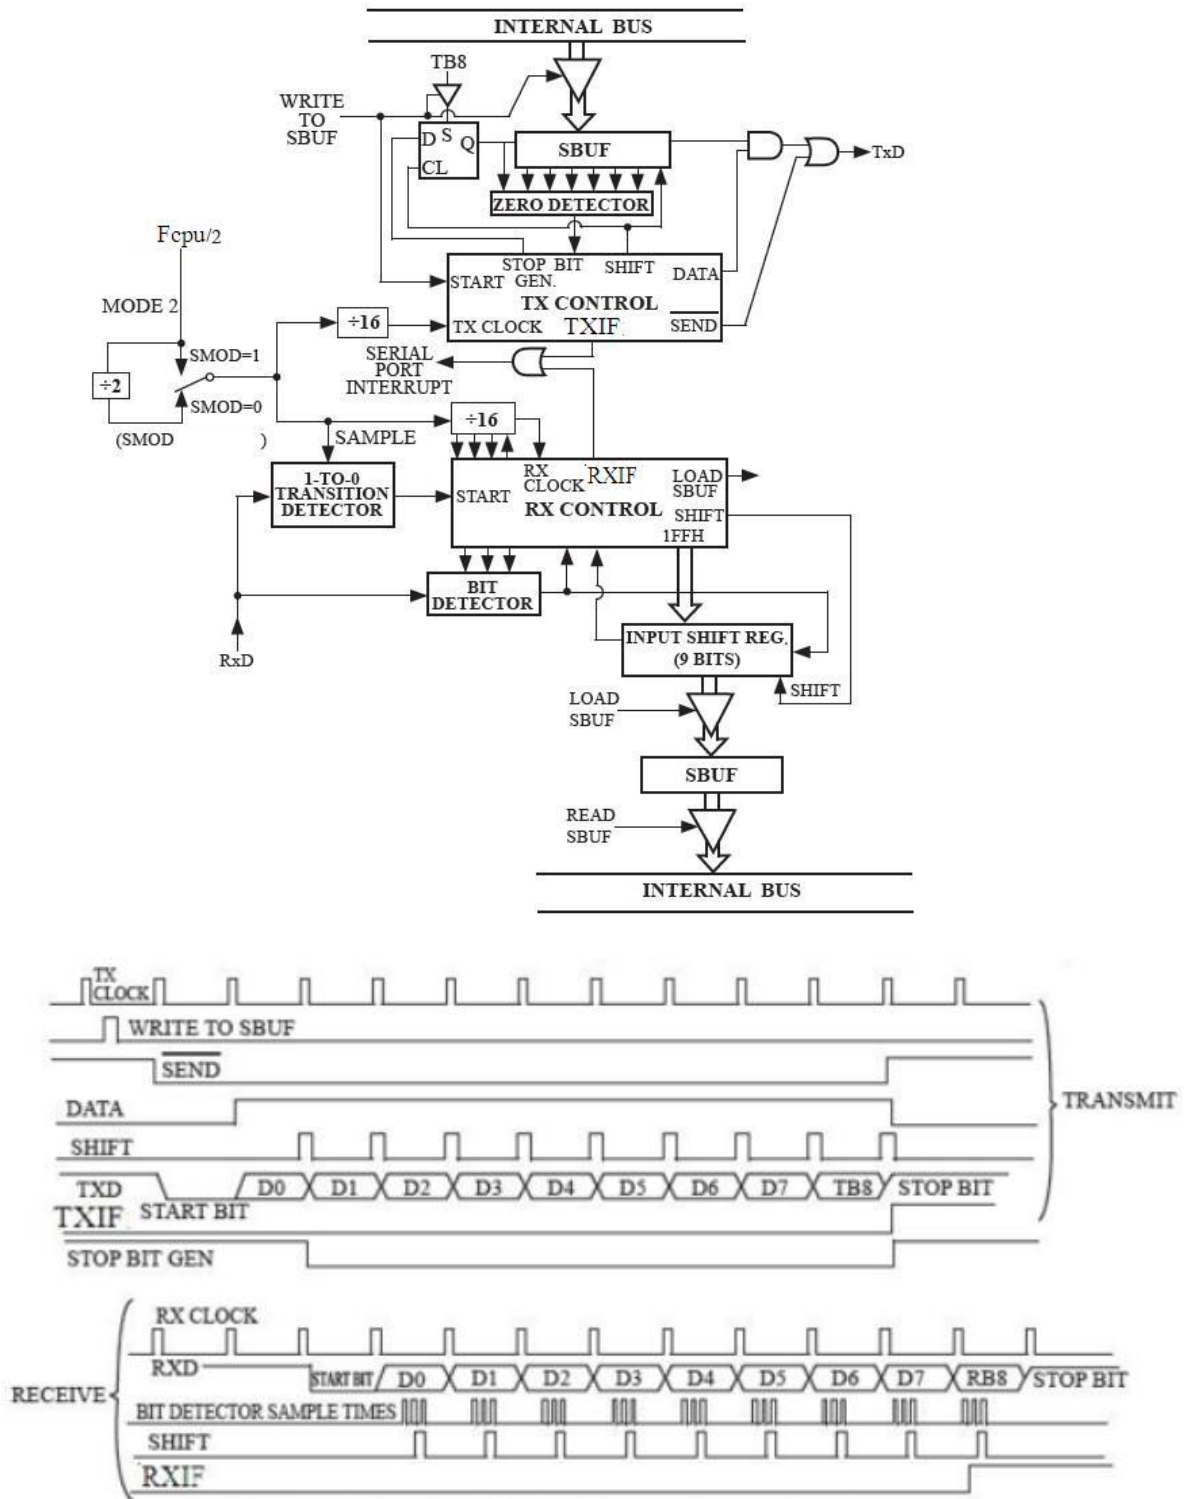 INTERNAL BUS
TB8
WRITE
TO
SBUF
D S Q
CL
SBUF
TxD
ZERO DETECTOR
Fcpu/2
MODE 2
SMOD=1
÷2
SMOD=0
(SMOD )
÷16
STOP BIT
GEN.
SHIFT
DATA
START
TX CONTROL
TX CLOCK
TXIF
SEND
SERIAL
PORT
INTERRUPT
÷16
SAMPLE
1-TO-0
TRANSITION
DETECTOR
RX
CLOCK
RXIF
LOAD
SBUF
START
RX CONTROL
SHIFT
1FFH
BIT
DETECTOR
RxD
INPUT SHIFT REG.
(9 BITS)
SHIFT
LOAD
SBUF
SBUF
READ
SBUF
INTERNAL BUS
TX
CLOCK
WRITE TO SBUF
SEND
DATA
SHIFT
TXD
D0 D1 D2 D3 D4 D5 D6 D7 TB8 STOP BIT
START BIT
TXIF
STOP BIT GEN
TRANSMIT
RECEIVE
RX CLOCK
RXD
START BIT D0 D1 D2 D3 D4 D5 D6 D7 RB8 STOP BIT
BIT DETECTOR SAMPLE TIMES
SHIFT
RXIF